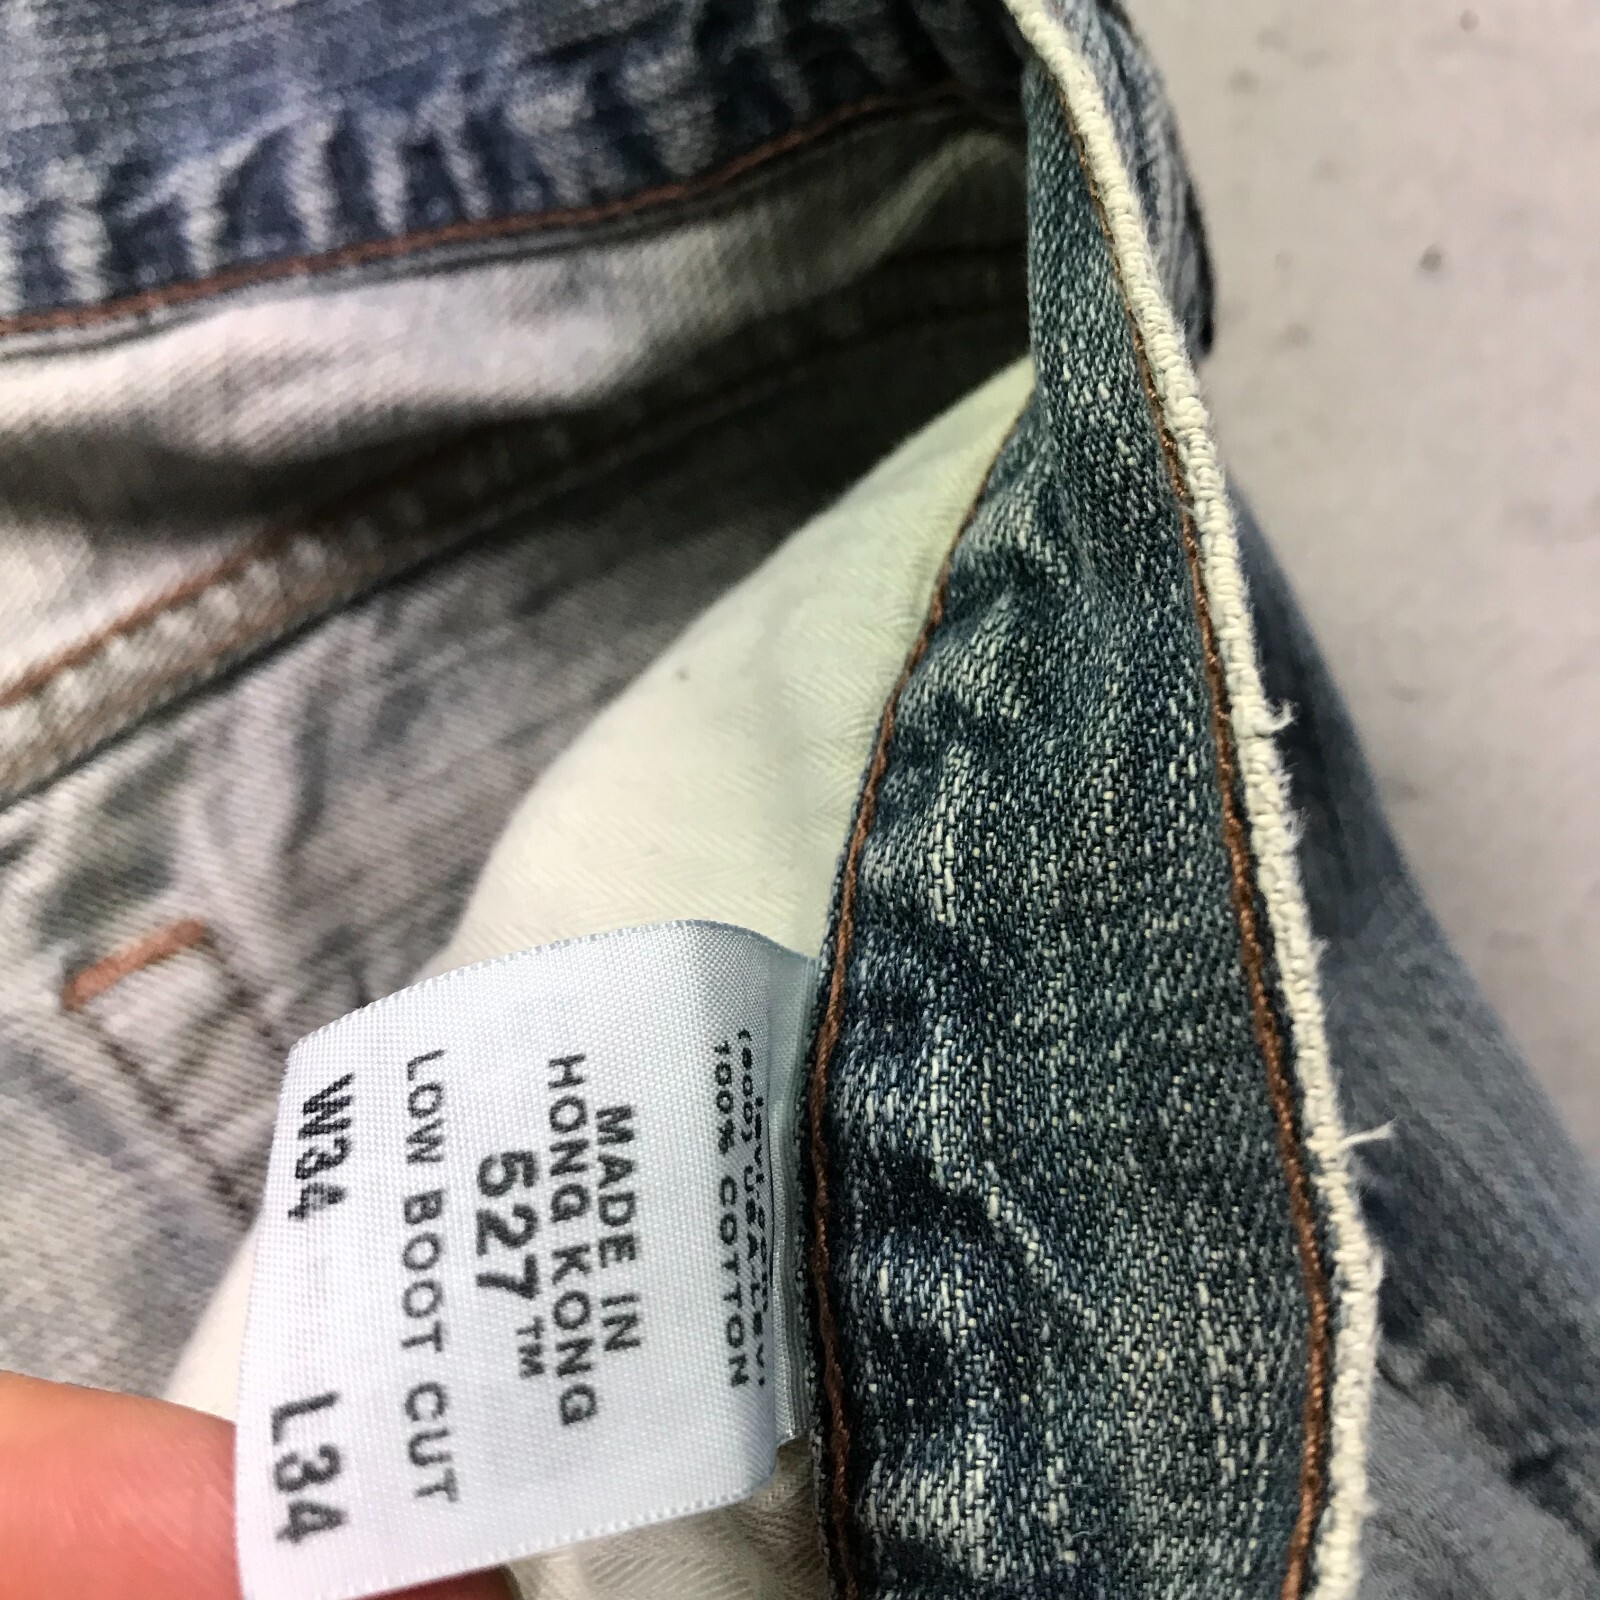 100% COTTON
MADE IN
HONG KONG
527™
LOW BOOT CUT
W34 L34